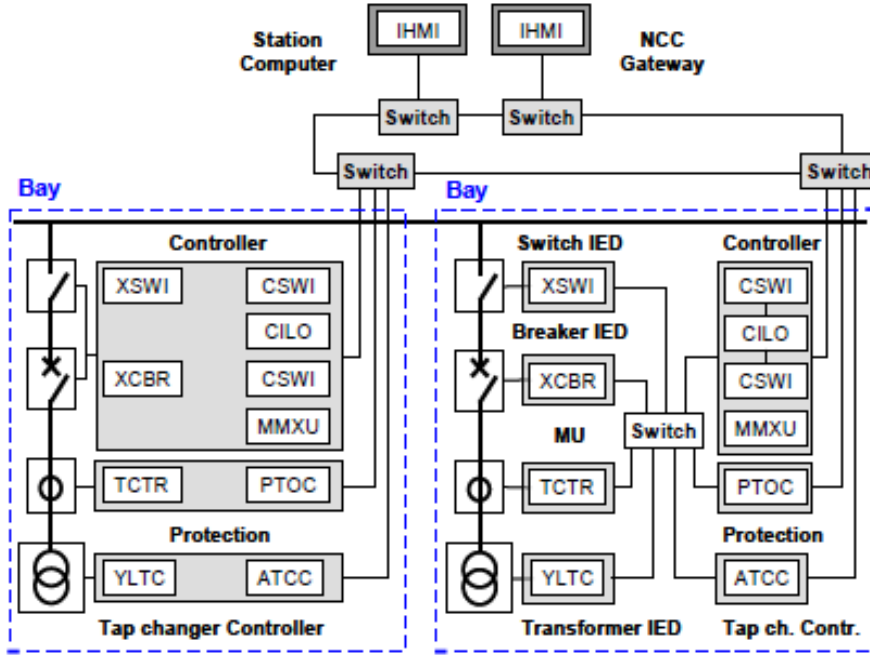 Station
Computer
IHMI
IHMI
NCC
Gateway
Switch
Switch
Switch
Switch
Bay
Controller
XSWI
CSWI
CILO
XCBR
CSWI
MMXU
TCTR
PTOC
Protection
YLTC
ATCC
Tap changer Controller
Bay
Switch IED
Controller
XSWI
CSWI
Breaker IED
CILO
XCBR
CSWI
MU
Switch
MMXU
TCTR
PTOC
Protection
YLTC
ATCC
Transformer IED
Tap ch. Contr.